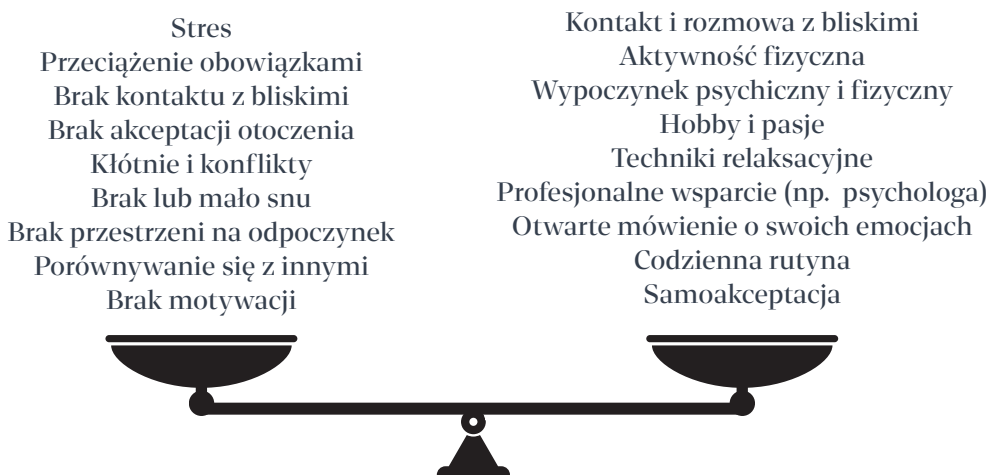 Stres
Przeciążenie obowiązkami
Brak kontaktu z bliskimi
Brak akceptacji otoczenia
Kłótnie i konflikty
Brak lub mało snu
Brak przestrzeni na odpoczynek
Porównywanie się z innymi
Brak motywacji
Kontakt i rozmowa z bliskimi
Aktywność fizyczna
Wypoczynek psychiczny i fizyczny
Hobby i pasje
Techniki relaksacyjne
Profesjonalne wsparcie (np. psychologa)
Otwarte mówienie o swoich emocjach
Codzienna rutyna
Samoakceptacja